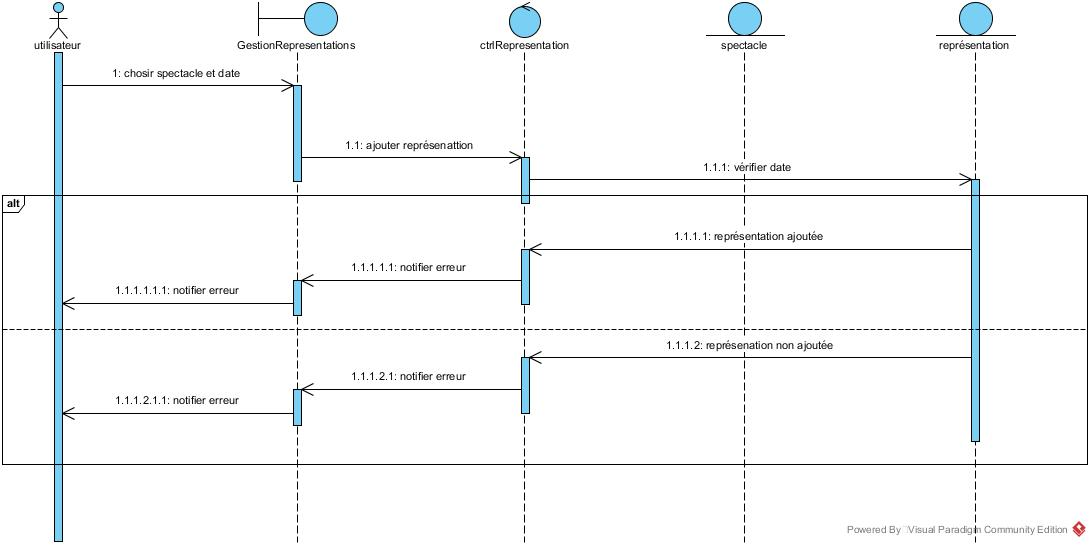 utilisateur
GestionRepresentations
ctrlRepresentation
spectacle
représentation
1: chosir spectacle et date
1.1: ajouter représenattion
1.1.1: vérifier date
alt
1.1.1.1: représentation ajoutée
1.1.1.1.1: notifier erreur
1.1.1.1.1.1: notifier erreur
1.1.1.2: représenation non ajoutée
1.1.1.2.1: notifier erreur
1.1.1.2.1.1: notifier erreur
Powered By Visual Paradigm Community Edition